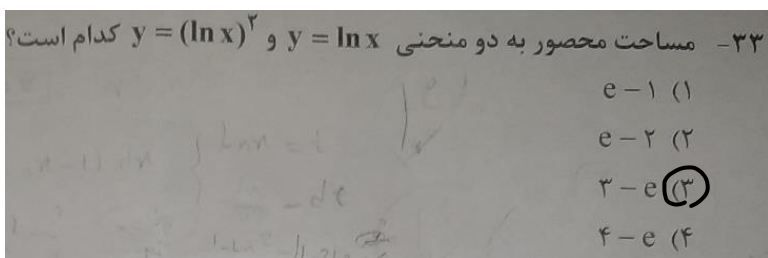 ۳۳- مساحت محصور به دو منحنی y = ln x و y = (ln x)^۲ کدام است؟
۱) e - ۱
۲) e - ۲
۳) ۳ - e
۴) ۴ - e